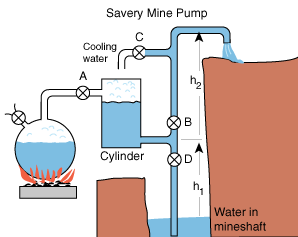 Savery Mine Pump
C
Cooling
water
A
h2
B
Cylinder
D
h1
Water in
mineshaft